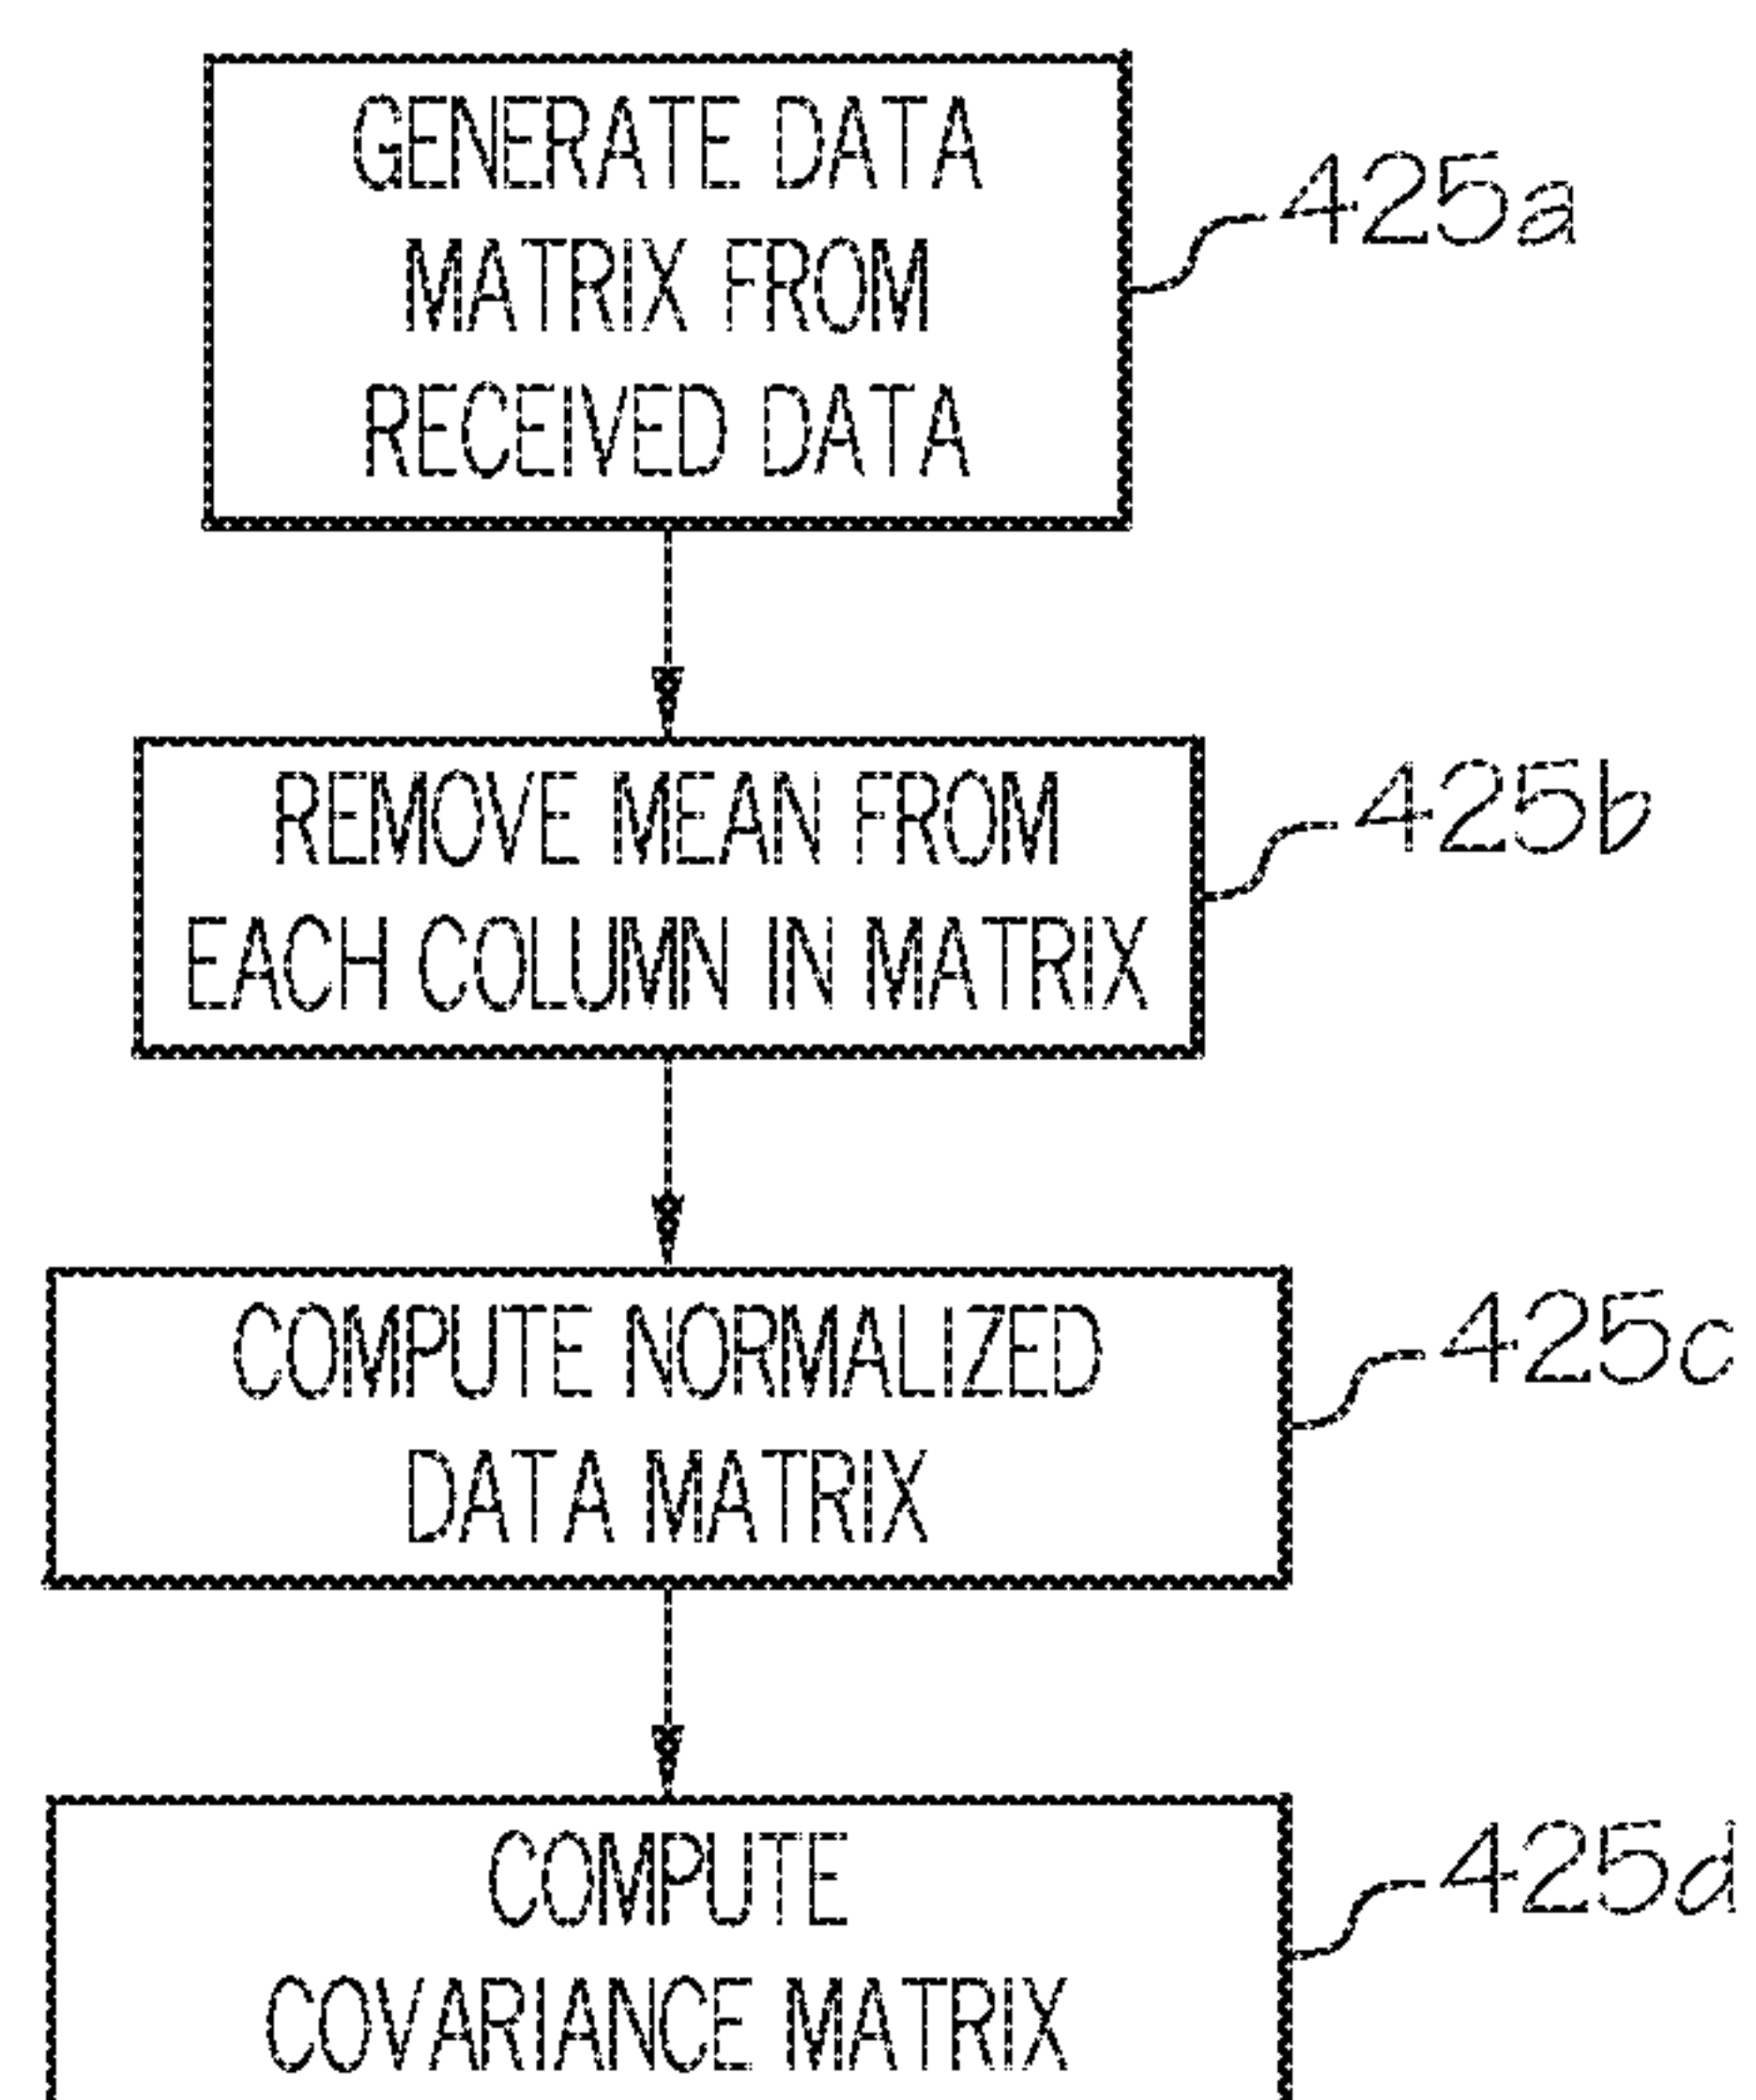 GENERATE DATA
MATRIX FROM
RECEIVED DATA
425a
REMOVE MEAN FROM
EACH COLUMN IN MATRIX
425b
COMPUTE NORMALIZED
DATA MATRIX
425c
COMPUTE
COVARIANCE MATRIX
425d